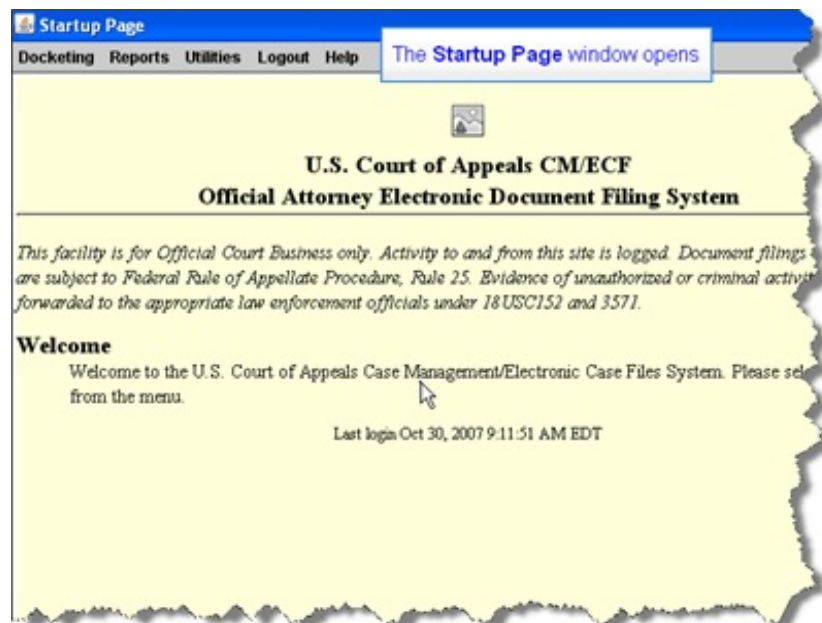 Startup Page
Docketing Reports Utilities Logout Help
The Startup Page window opens
U.S. Court of Appeals CM/ECF
Official Attorney Electronic Document Filing System
This facility is for Official Court Business only. Activity to and from this site is logged. Document filings
are subject to Federal Rule of Appellate Procedure, Rule 25. Evidence of unauthorized or criminal
forwarded to the appropriate law enforcement officials under 18USC152 and 3571.
Welcome
Welcome to the U.S. Court of Appeals Case Management/Electronic Case Files System. Please
from the menu.
Last login Oct 30, 2007 9:11:51 AM EDT